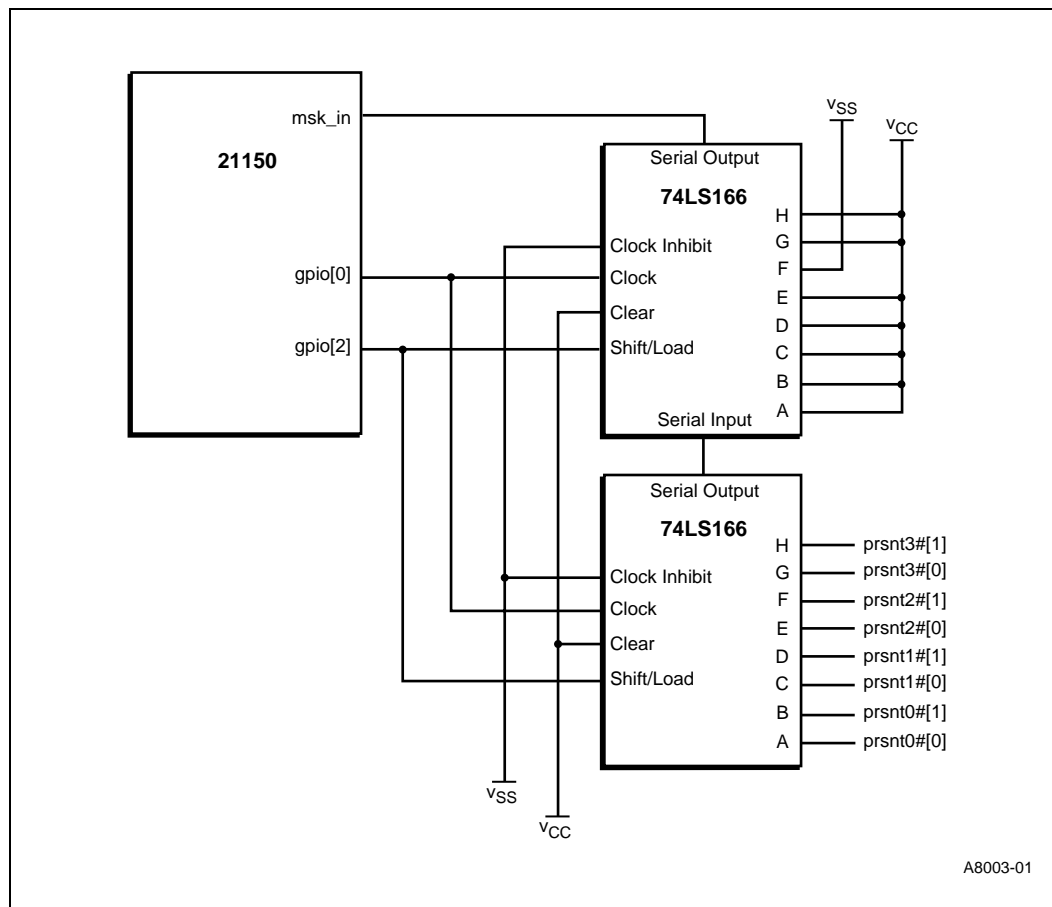 msk_in
21150
gpio[0]
gpio[2]
vSS
vCC
Serial Output
74LS166
Clock Inhibit
Clock
Clear
Shift/Load
H
G
F
E
D
C
B
A
Serial Input
Serial Output
74LS166
Clock Inhibit
Clock
Clear
Shift/Load
H prsnt3#[1]
G prsnt3#[0]
F prsnt2#[1]
E prsnt2#[0]
D prsnt1#[1]
C prsnt1#[0]
B prsnt0#[1]
A prsnt0#[0]
vSS
vCC
A8003-01